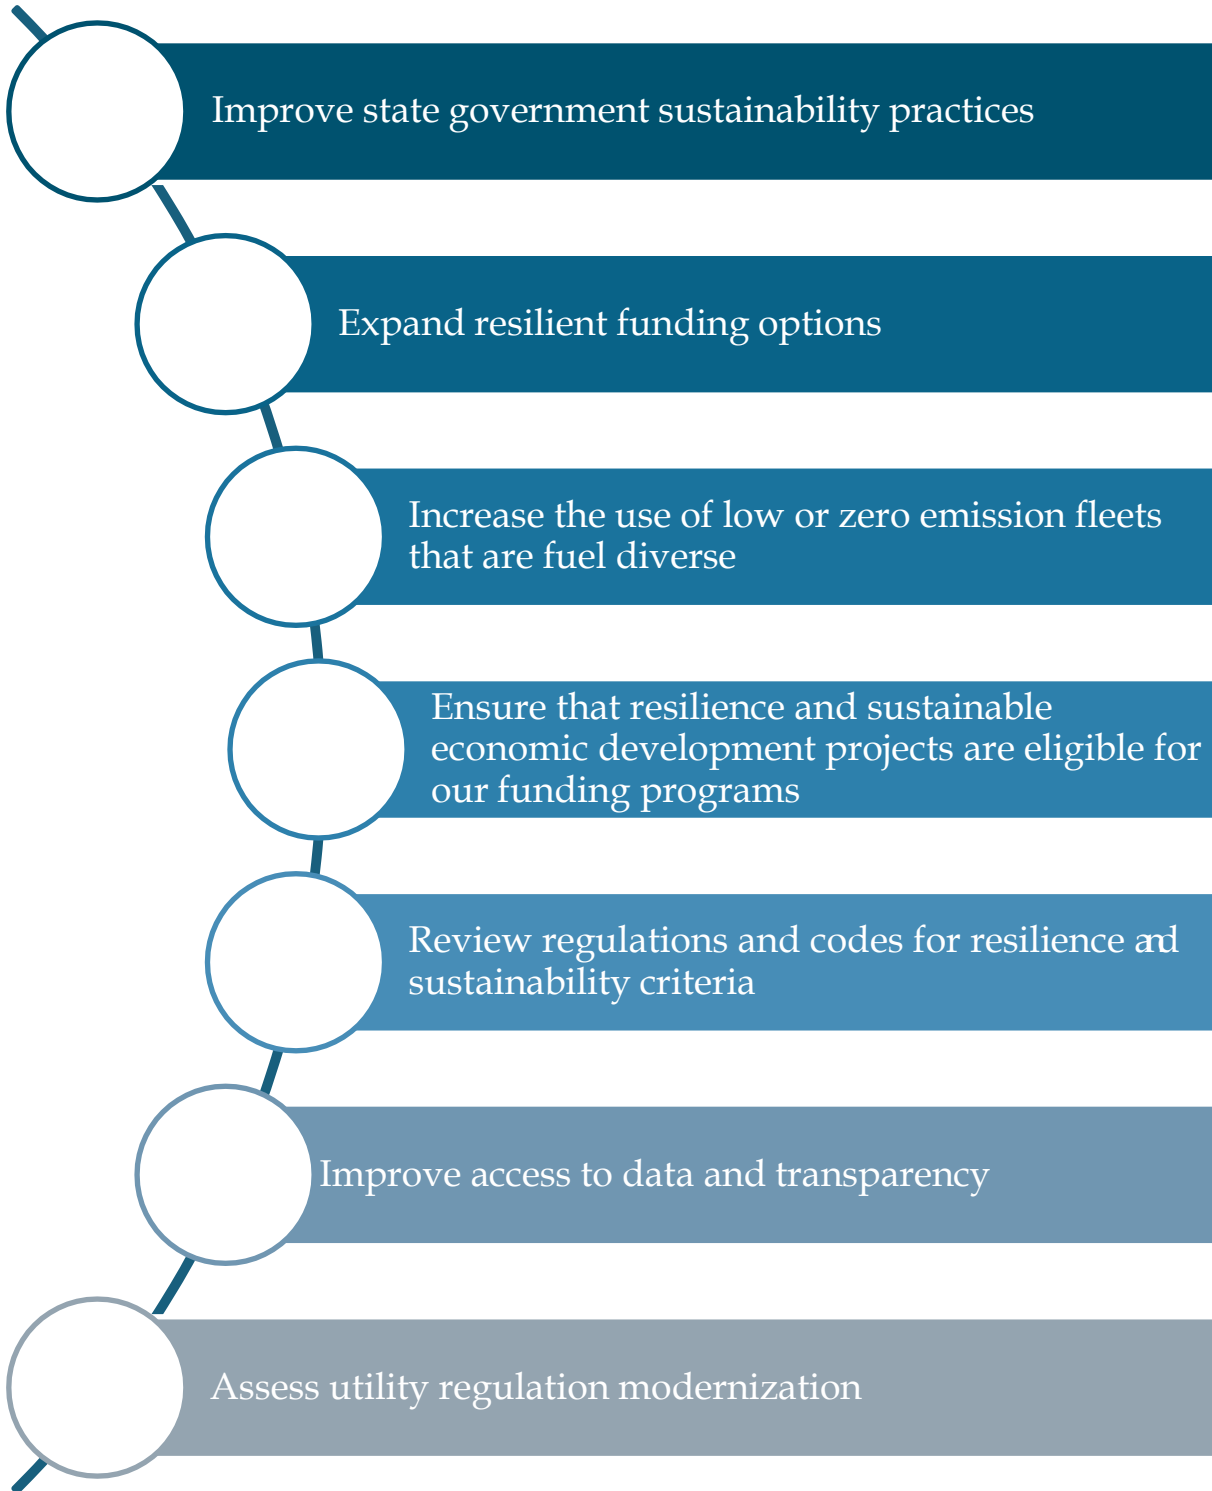 Improve state government sustainability practices
Expand resilient funding options
Increase the use of low or zero emission fleets
that are fuel diverse
Ensure that resilience and sustainable
economic development projects are eligible for
our funding programs
Review regulations and codes for resilience and
sustainability criteria
Improve access to data and transparency
Assess utility regulation modernization